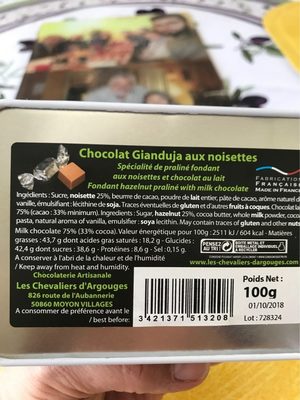 Chocolat Gianduja aux noisettes
Spécialité de praliné fondant
aux noisettes et chocolat au lait
Fondant hazelnut praline with milk chocolate
FABRICATION
FRANÇAISE
MADE IN FRANCE
Ingrédients : Sucre, noisette 25%, beurre de cacao, poudre de lait entier, pâte de cacao, arôme naturel de
vanille, émulsifiant : lécithine de soja. Traces éventuelles de gluten et d'autres fruits à coques. Chocolat lait
75% (cacao : 33% minimum). Ingredients : Sugar, hazelnut 25%, cocoa butter, whole milk powder, cocoa
pasta, natural aroma of vanilla, emulsifier : soya lecithin. May contain traces of gluten and other nuts
Milk chocolate 75% (33% cocoa). Valeur énergétique pour 100g : 2511 kJ / 604 kcal - Matières
grasses : 43,7 g dont acides gras saturés : 18,2 g - Glucides :
42,4 g dont sucres : 38,6 g - Protéines : 8,6 g - Sel : 0,15 g.
A conserver à l'abri de la chaleur et de l'humidité
/ Keep away from heat and humidity.
Chocolaterie Artisanale
PENSEZ
AU TRI !
www.les-chevaliers-dargouges.com
Les Chevaliers d'Argouges
826 route de l'Aubannerie
50860 MOYON VILLAGES
A consommer de préférence avant le
/ best before:
3 421371 513208
Poids Net :
100g
01/10/2018
Lot : 728324